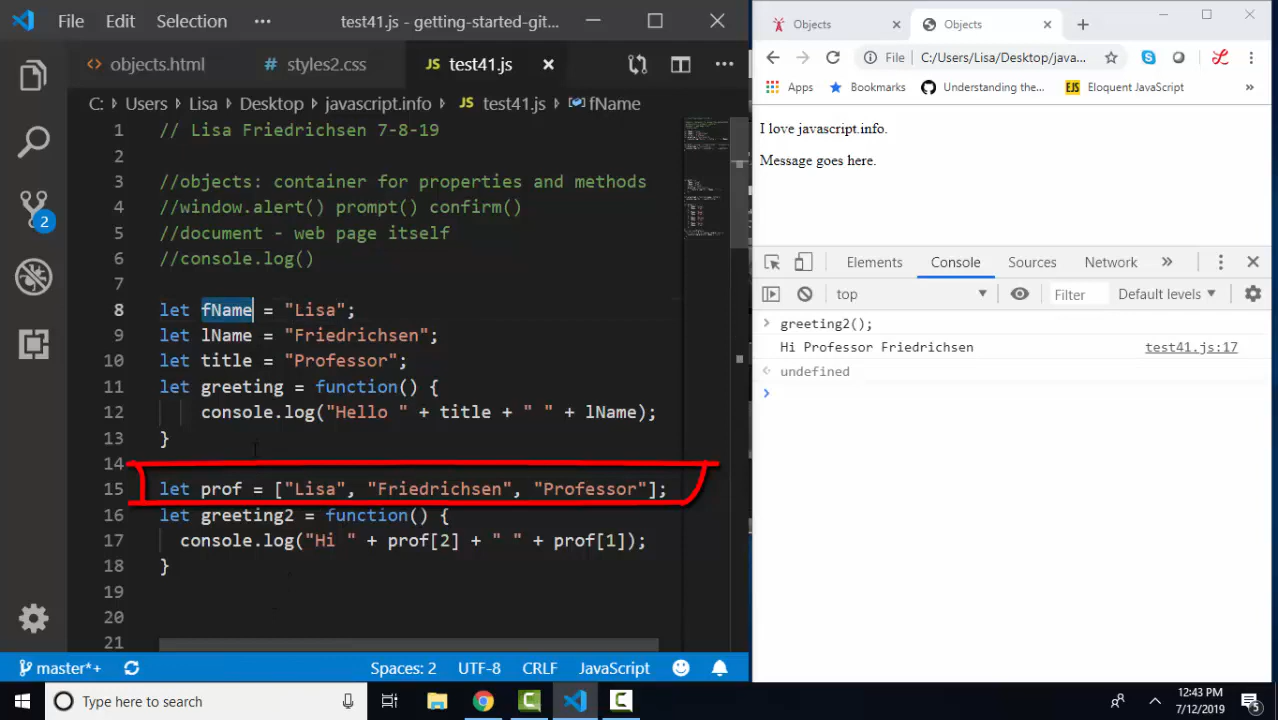 File Edit Selection ··· test41.js - getting-started-git...
objects.html # styles2.css JS test41.js
C: › Users › Lisa › Desktop › javascript.info › JS test41.js › fName
1 // Lisa Friedrichsen 7-8-19
2
3 //objects: container for properties and methods
4 //window.alert() prompt() confirm()
5 //document - web page itself
6 //console.log()
7
8 let fName = "Lisa";
9 let lName = "Friedrichsen";
10 let title = "Professor";
11 let greeting = function() {
12 console.log("Hello " + title + " " + lName);
13 }
14
15 let prof = ["Lisa", "Friedrichsen", "Professor"];
16 let greeting2 = function() {
17 console.log("Hi " + prof[2] + " " + prof[1]);
18 }
19
20
21
2
master*+ Spaces: 2 UTF-8 CRLF JavaScript
Objects Objects
File C:/Users/Lisa/Desktop/java...
Apps Bookmarks Understanding the... EJS Eloquent JavaScript »
I love javascript.info.
Message goes here.
Elements Console Sources Network »
top Filter Default levels
greeting2();
Hi Professor Friedrichsen test41.js:17
undefined
Type here to search
12:43 PM
7/12/2019
5